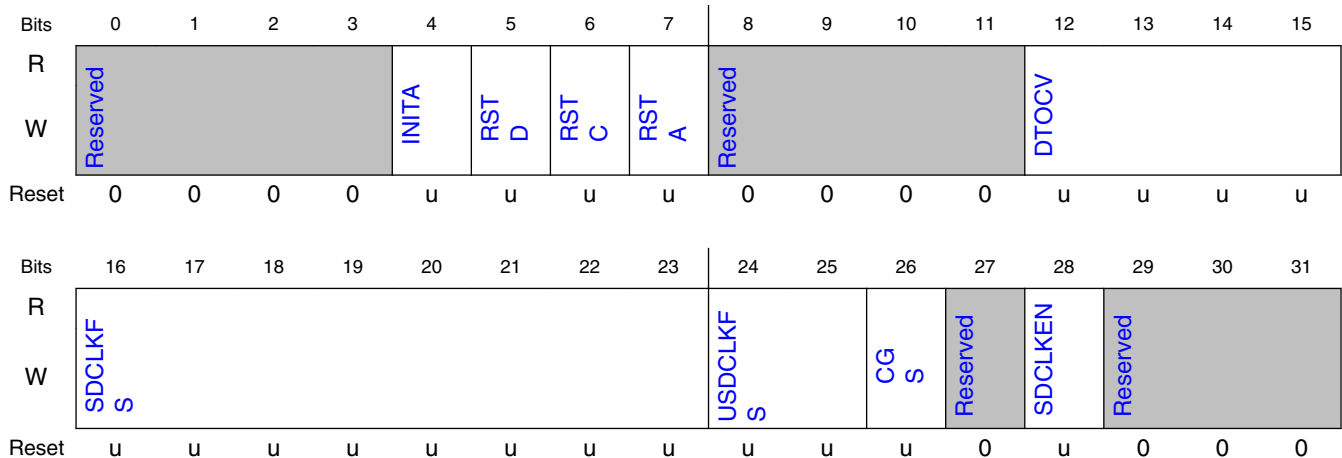 Bits 0 1 2 3 4 5 6 7 8 9 10 11 12 13 14 15
R
W
Reserved
INITA
RST
D
RST
C
RST
A
Reserved
DTOCV
Reset 0 0 0 0 u u u u 0 0 0 0 u u u u
Bits 16 17 18 19 20 21 22 23 24 25 26 27 28 29 30 31
R
W
SDCLKF
S
USDCLKF
S
CG
S
Reserved
SDCLKEN
Reserved
Reset u u u u u u u u u u u 0 u 0 0 0